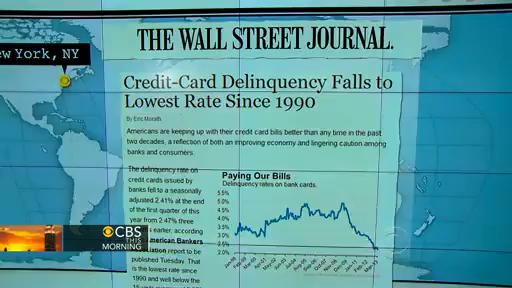 ew York, NY
THE WALL STREET JOURNAL.
Credit-Card Delinquency Falls to
Lowest Rate Since 1990
By Eric Morath
Americans are keeping up with their credit card bills better than any time in the past
two decades, a reflection of both an improving economy and lingering caution among
banks and consumers.
The delinquency rate on
credit cards issued by
banks fell to a seasonally
adjusted 2.41% at the end
of the first quarter of this
year from 2.47% three
s earlier, according
merican Bankers
iation report to be
published Tuesday. That
is the lowest rate since
1990 and well below the
Paying Our Bills
Delinquency rates on bank cards.
5.5%
5.0%
4.5%
4.0%
3.5%
3.0%
2.5%
2.0%
CBS
THIS
MORNING